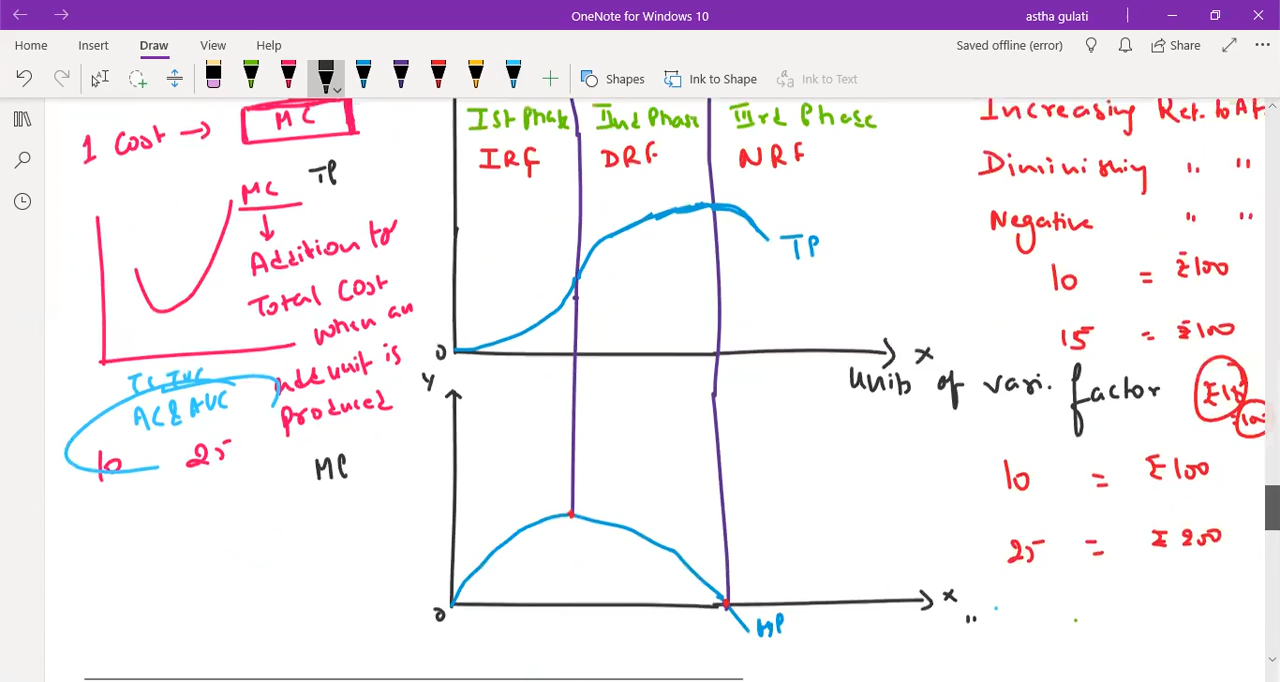 OneNote for Windows 10
astha gulati
Home Insert Draw View Help
Saved offline (error)
Share
Shapes
Ink to Shape
Ink to Text
1 Cost → MC
TP
MC
Addition to
Total Cost
when an
addunit is
produced
TC TVC
AC & AVC
10 25
MC
Ist Phase IInd Phase IIIrd Phase
IRF DRF NRF
TP
0 X
Units of vari. factor
Y
0 X
MP
Increasing Ret. to A
Diminishing " "
Negative " "
10 = ₹100
15 = ₹100
10 = ₹100
25 = ₹200
"